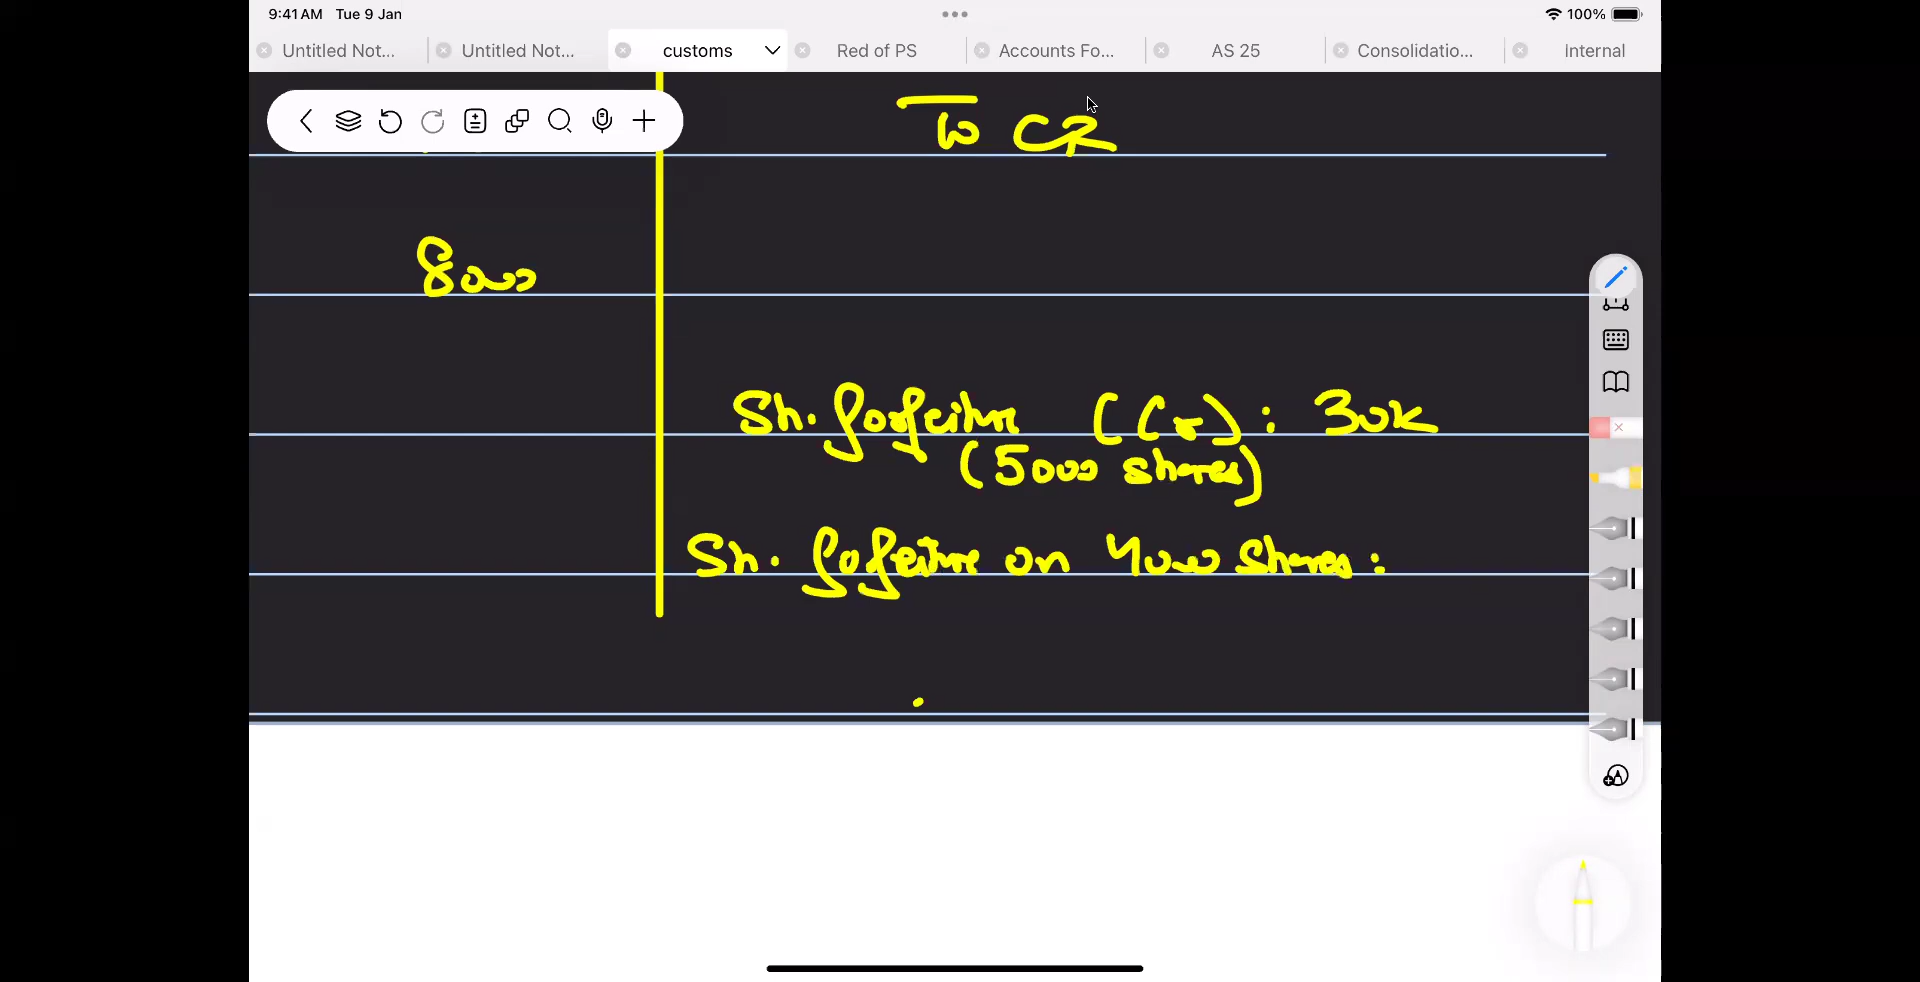 9:41 AM Tue 9 Jan 100%
Untitled Not... Untitled Not... customs Red of PS Accounts Fo... AS 25 Consolidatio... Internal
To CR
8000
Sh. forfeiture (Cr) : 30k
(5000 shares)
Sh. forfeiture on 4000 Shares :